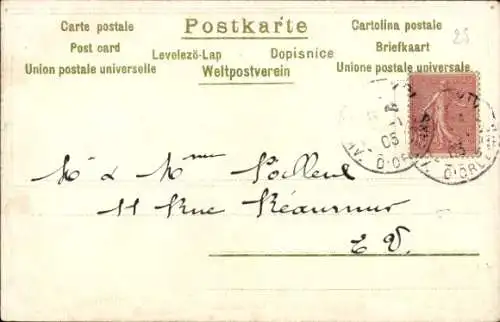 Carte postale Postkarte Cartolina postale
Post card Levelezö-Lap Dopisnice Briefkaart
Union postale universelle Weltpostverein Unione postale universale
25
05
D'ORLEANS
M & Mme
11 Rue Réaumur
E. V.